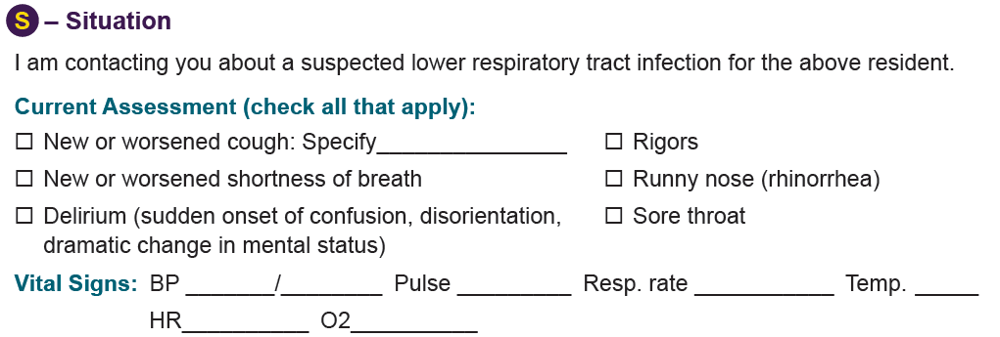 S – Situation
I am contacting you about a suspected lower respiratory tract infection for the above resident.
Current Assessment (check all that apply):
☐ New or worsened cough: Specify_______________ ☐ Rigors
☐ New or worsened shortness of breath ☐ Runny nose (rhinorrhea)
☐ Delirium (sudden onset of confusion, disorientation, ☐ Sore throat
dramatic change in mental status)
Vital Signs: BP _______/________ Pulse _________ Resp. rate ___________ Temp. _____
HR__________ O2__________